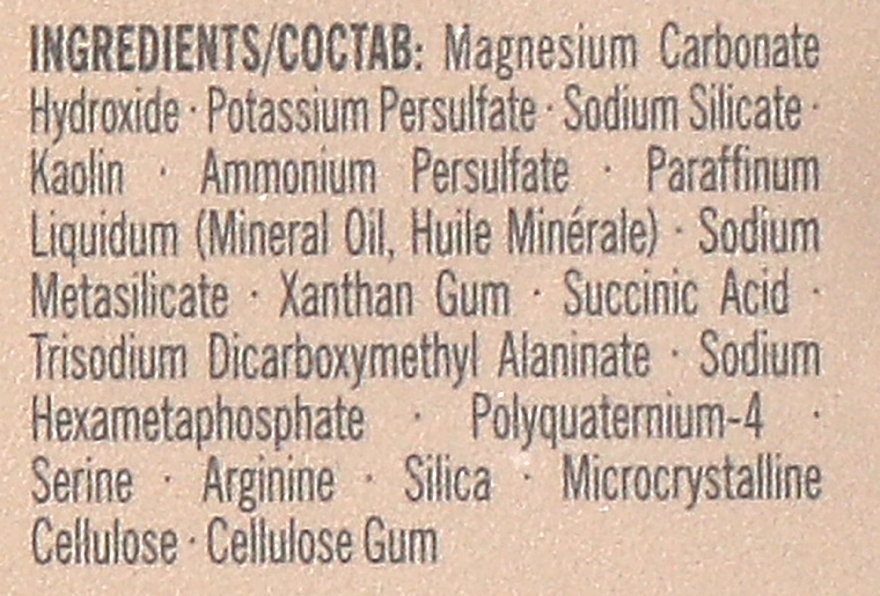 INGREDIENTS/COCTAB: Magnesium Carbonate
Hydroxide · Potassium Persulfate · Sodium Silicate ·
Kaolin · Ammonium Persulfate · Paraffinum
Liquidum (Mineral Oil, Huile Minérale) · Sodium
Metasilicate · Xanthan Gum · Succinic Acid ·
Trisodium Dicarboxymethyl Alaninate · Sodium
Hexametaphosphate · Polyquaternium-4 ·
Serine · Arginine · Silica · Microcrystalline
Cellulose · Cellulose Gum